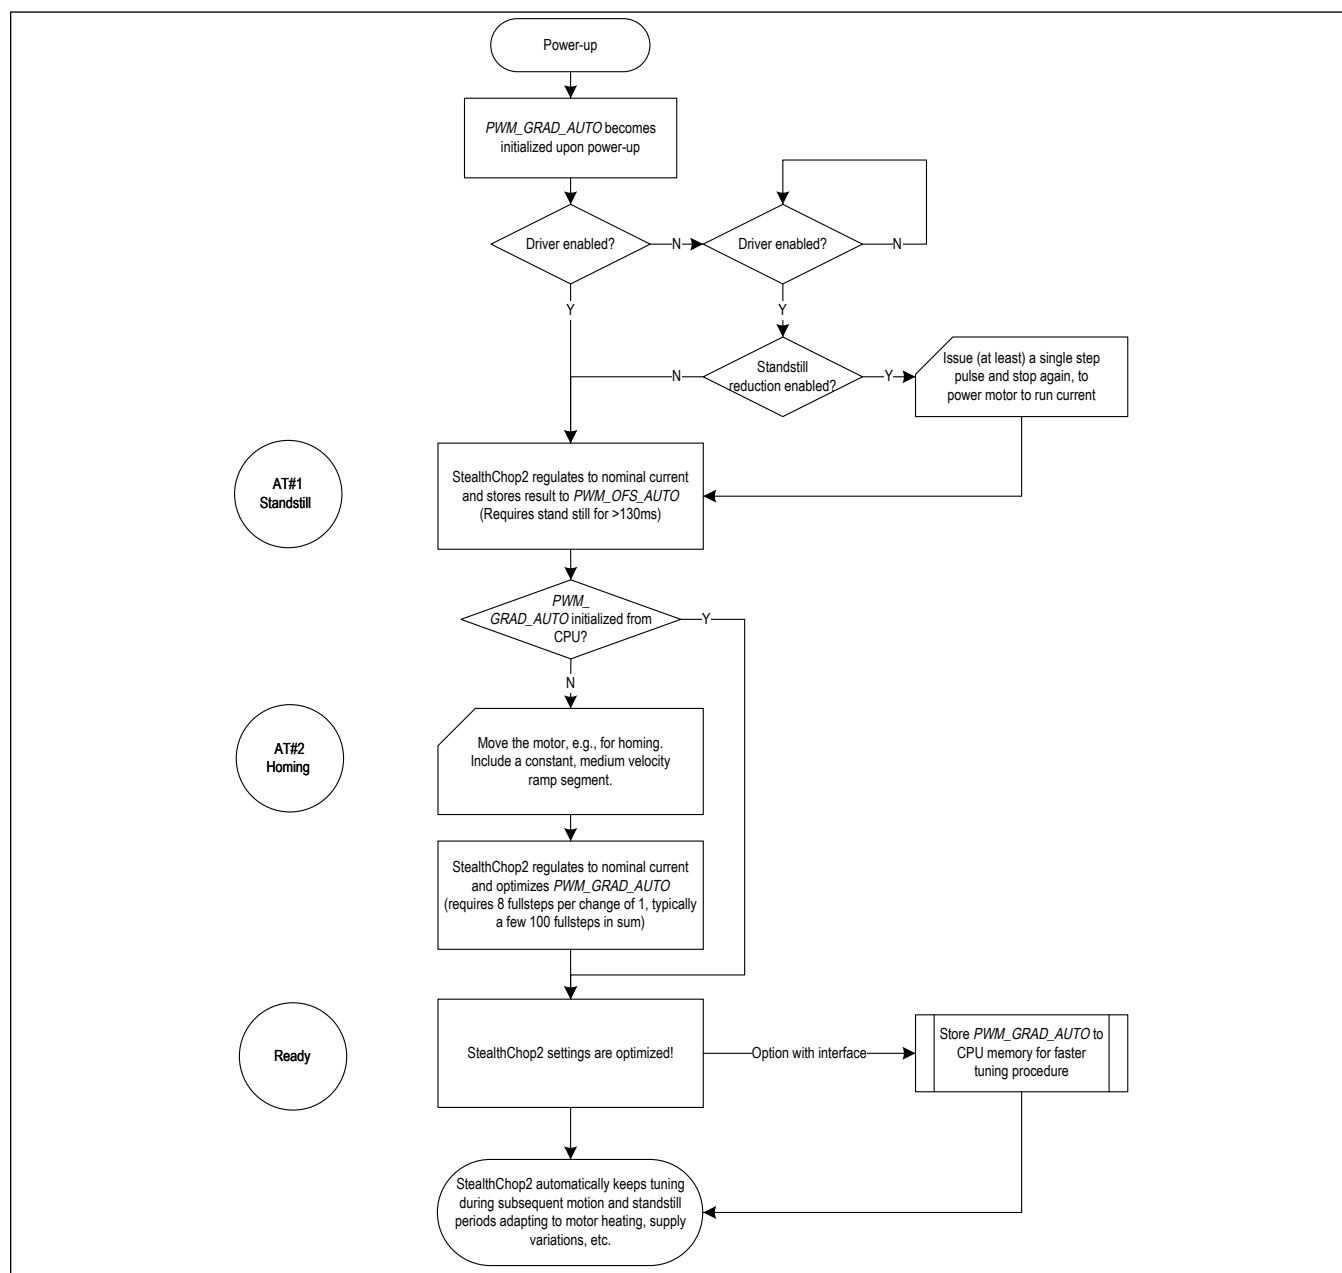 Power-up
PWM_GRAD_AUTO becomes
initialized upon power-up
Driver enabled?
N
Driver enabled?
N
Y
Y
Standstill
reduction enabled?
N
Y
Issue (at least) a single step
pulse and stop again, to
power motor to run current
AT#1
Standstill
StealthChop2 regulates to nominal current
and stores result to PWM_OFS_AUTO
(Requires stand still for >130ms)
PWM_
GRAD_AUTO initialized from
CPU?
Y
N
AT#2
Homing
Move the motor, e.g., for homing.
Include a constant, medium velocity
ramp segment.
StealthChop2 regulates to nominal current
and optimizes PWM_GRAD_AUTO
(requires 8 fullsteps per change of 1, typically
a few 100 fullsteps in sum)
Ready
StealthChop2 settings are optimized!
Option with interface
Store PWM_GRAD_AUTO to
CPU memory for faster
tuning procedure
StealthChop2 automatically keeps tuning
during subsequent motion and standstill
periods adapting to motor heating, supply
variations, etc.